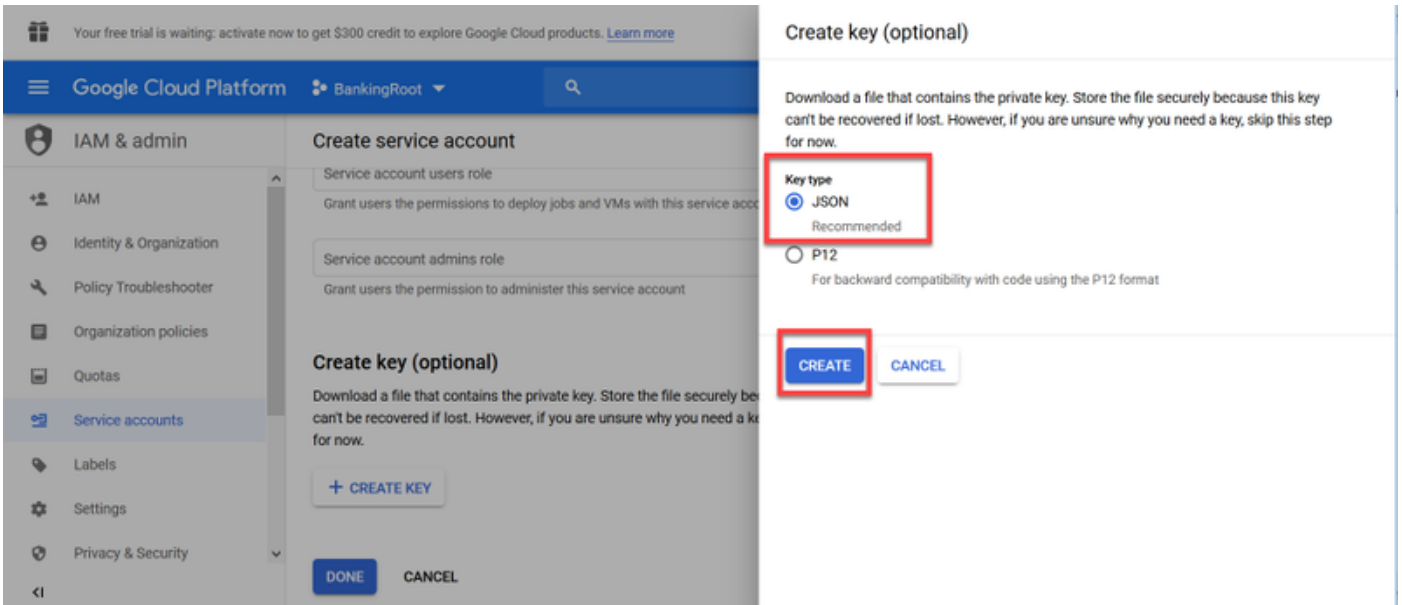 Your free trial is waiting: activate now to get $300 credit to explore Google Cloud products. Learn more
Google Cloud Platform
BankingRoot
IAM & admin
IAM
Identity & Organization
Policy Troubleshooter
Organization policies
Quotas
Service accounts
Labels
Settings
Privacy & Security
Create service account
Service account users role
Grant users the permissions to deploy jobs and VMs with this service acc
Service account admins role
Grant users the permission to administer this service account
Create key (optional)
Download a file that contains the private key. Store the file securely be
can't be recovered if lost. However, if you are unsure why you need a k
for now.
+ CREATE KEY
DONE
CANCEL
Create key (optional)
Download a file that contains the private key. Store the file securely because this key
can't be recovered if lost. However, if you are unsure why you need a key, skip this step
for now.
Key type
JSON
Recommended
P12
For backward compatibility with code using the P12 format
CREATE
CANCEL